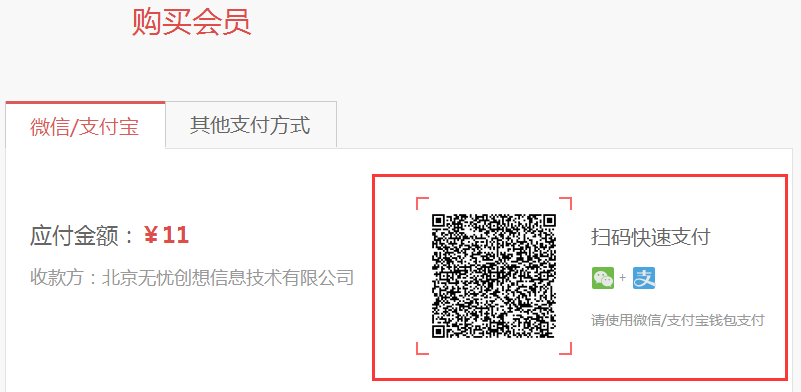 购买会员
微信/支付宝
其他支付方式
应付金额：￥11
收款方：北京无忧创想信息技术有限公司
扫码快速支付
+
请使用微信/支付宝钱包支付